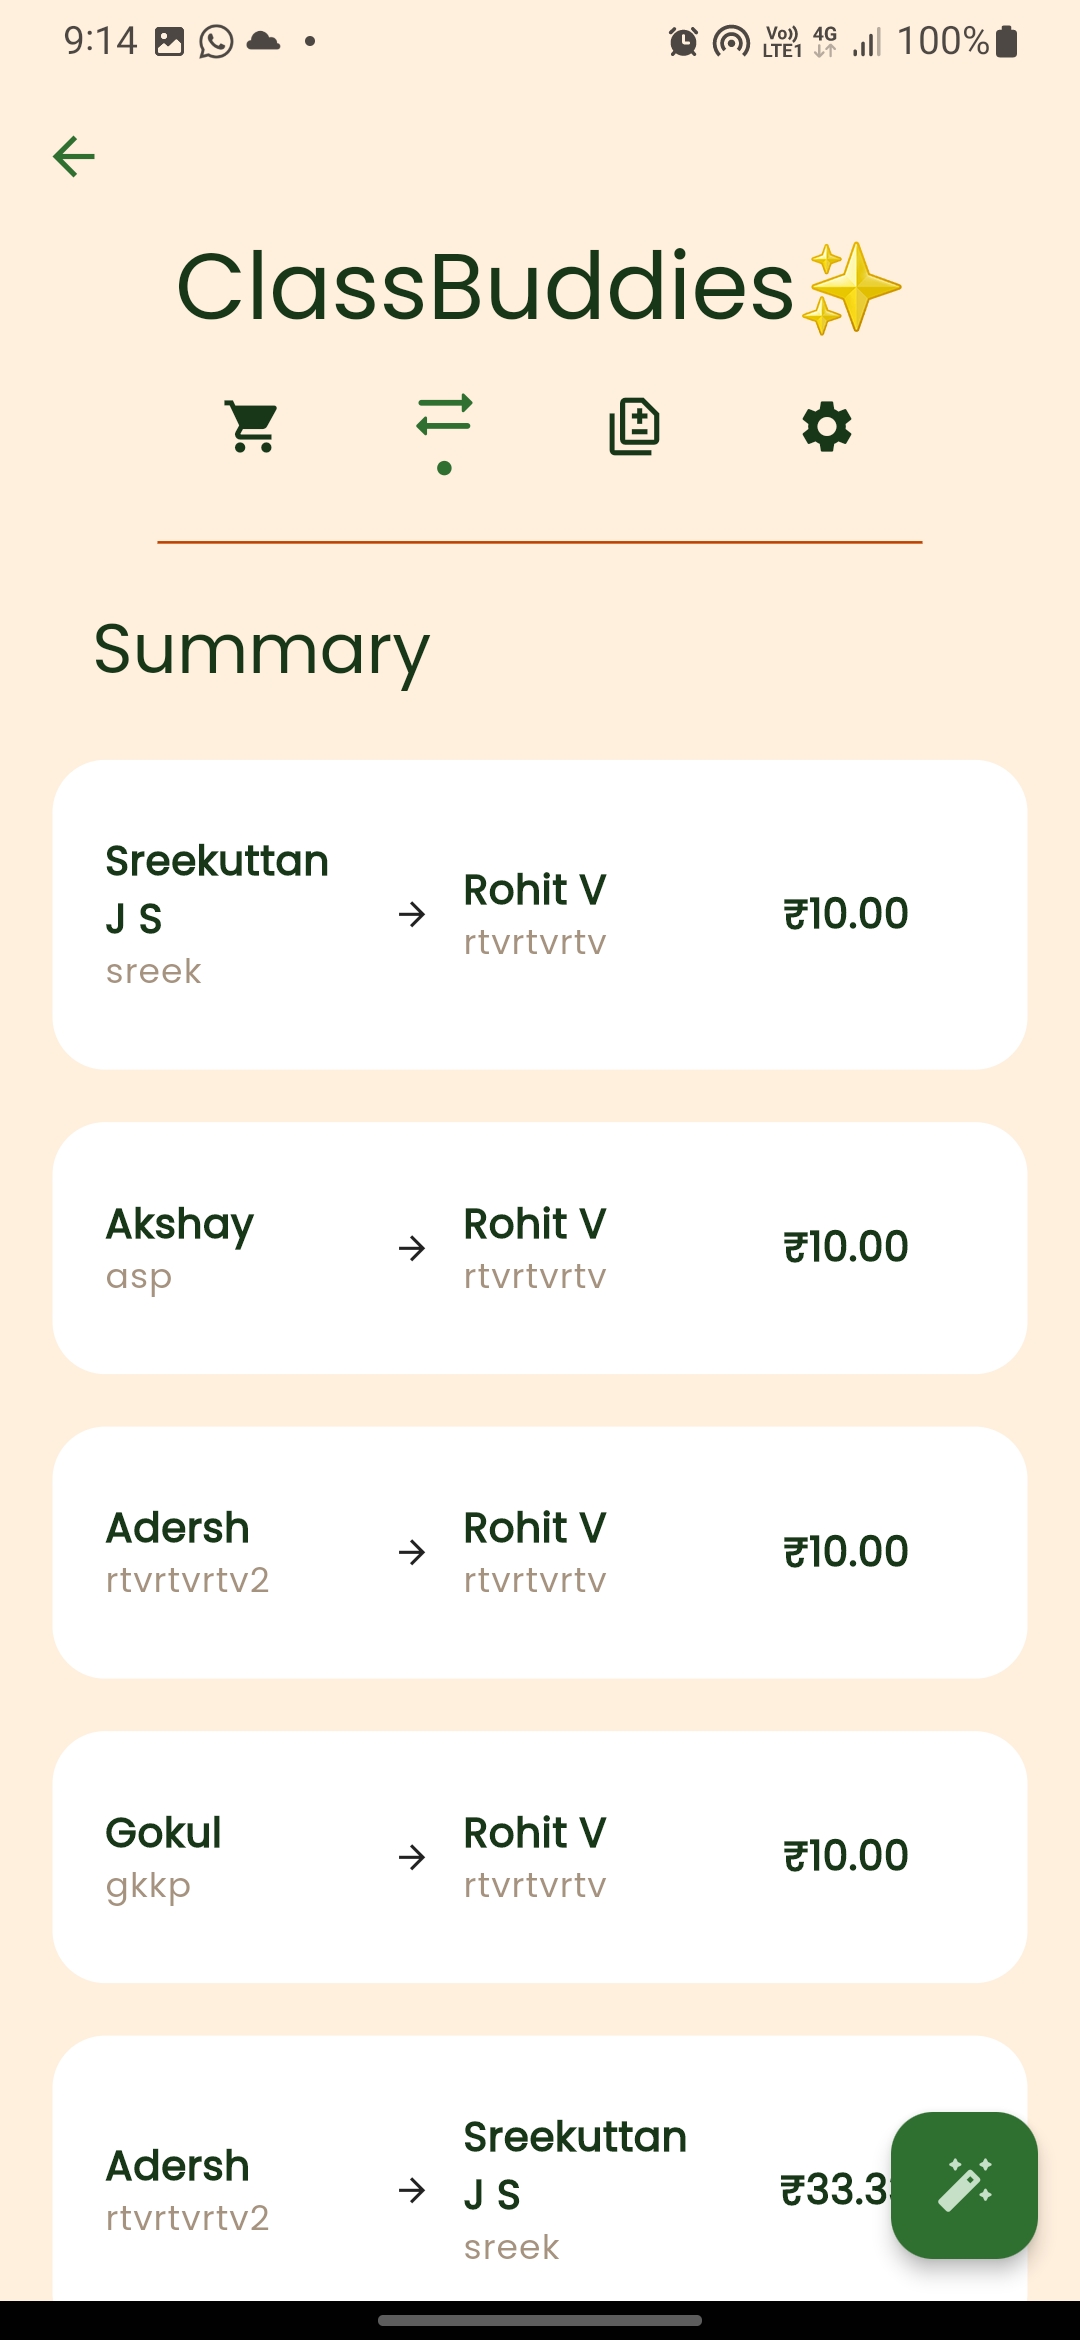 9:14
Vo)) 4G
LTE1
100%
ClassBuddies✨
Summary
Sreekuttan
J S
sreek
Rohit V
rtvrtvrtv
₹10.00
Akshay
asp
Rohit V
rtvrtvrtv
₹10.00
Adersh
rtvrtvrtv2
Rohit V
rtvrtvrtv
₹10.00
Gokul
gkkp
Rohit V
rtvrtvrtv
₹10.00
Adersh
rtvrtvrtv2
Sreekuttan
J S
sreek
₹33.3